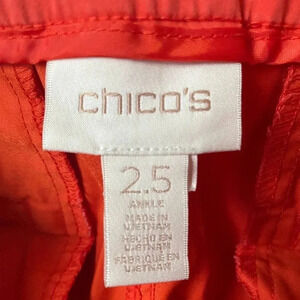 chico's
2.5
ANKLE
MADE IN
VIETNAM
HECHO EN
VIETNAM
FABRIQUÉ EN
VIETNAM